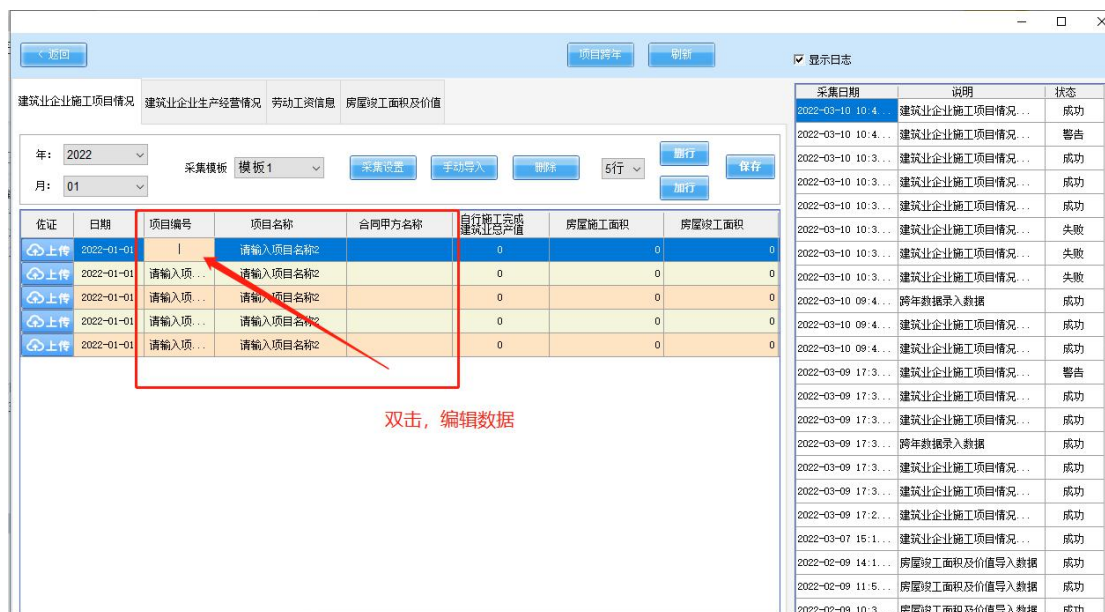 < 返回
项目跨年
刷新
显示日志
建筑业企业施工项目情况 建筑业企业生产经营情况 劳动工资信息 房屋竣工面积及价值
年: 2022
月: 01
采集模板 模板1
采集设置
手动导入
删除
5行
删行
加行
保存
佐证 日期 项目编号 项目名称 合同甲方名称 自行施工完成建筑业总产值 房屋施工面积 房屋竣工面积
上传 2022-01-01 请输入项目名称2 0 0 0
上传 2022-01-01 请输入项... 请输入项目名称2 0 0 0
上传 2022-01-01 请输入项... 请输入项目名称2 0 0 0
上传 2022-01-01 请输入项... 请输入项目名称2 0 0 0
上传 2022-01-01 请输入项... 请输入项目名称2 0 0 0
双击，编辑数据
采集日期 说明 状态
2022-03-10 10:4... 建筑业企业施工项目情况... 成功
2022-03-10 10:4... 建筑业企业施工项目情况... 警告
2022-03-10 10:3... 建筑业企业施工项目情况... 成功
2022-03-10 10:3... 建筑业企业施工项目情况... 成功
2022-03-10 10:3... 建筑业企业施工项目情况... 成功
2022-03-10 10:3... 建筑业企业施工项目情况... 失败
2022-03-10 10:3... 建筑业企业施工项目情况... 失败
2022-03-10 10:3... 建筑业企业施工项目情况... 失败
2022-03-10 09:4... 跨年数据录入数据 成功
2022-03-10 09:4... 建筑业企业施工项目情况... 成功
2022-03-10 09:4... 建筑业企业施工项目情况... 成功
2022-03-09 17:3... 建筑业企业施工项目情况... 警告
2022-03-09 17:3... 建筑业企业施工项目情况... 成功
2022-03-09 17:3... 建筑业企业施工项目情况... 成功
2022-03-09 17:3... 跨年数据录入数据 成功
2022-03-09 17:3... 建筑业企业施工项目情况... 成功
2022-03-09 17:3... 建筑业企业施工项目情况... 成功
2022-03-09 17:2... 建筑业企业施工项目情况... 成功
2022-03-07 15:1... 建筑业企业施工项目情况... 成功
2022-02-09 14:1... 房屋竣工面积及价值导入数据 成功
2022-02-09 11:5... 房屋竣工面积及价值导入数据 成功
2022-02-09 10:3... 房屋竣工面积及价值导入数据 成功